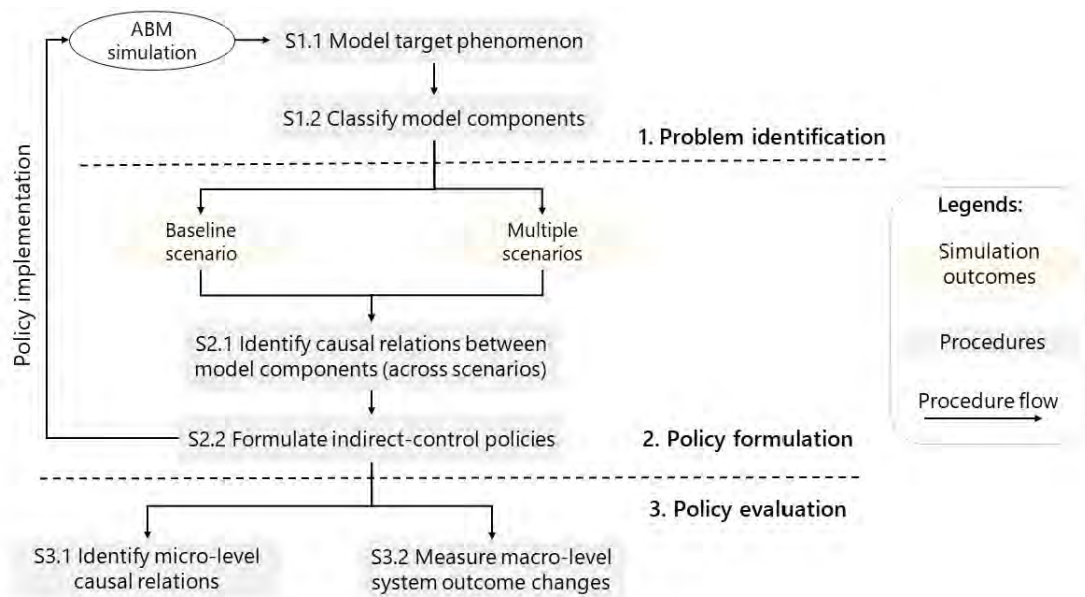 ABM
simulation
S1.1 Model target phenomenon
S1.2 Classify model components
1. Problem identification
Policy implementation
Baseline
scenario
Multiple
scenarios
S2.1 Identify causal relations between
model components (across scenarios)
S2.2 Formulate indirect-control policies
2. Policy formulation
3. Policy evaluation
S3.1 Identify micro-level
causal relations
S3.2 Measure macro-level
system outcome changes
Legends:
Simulation
outcomes
Procedures
Procedure flow